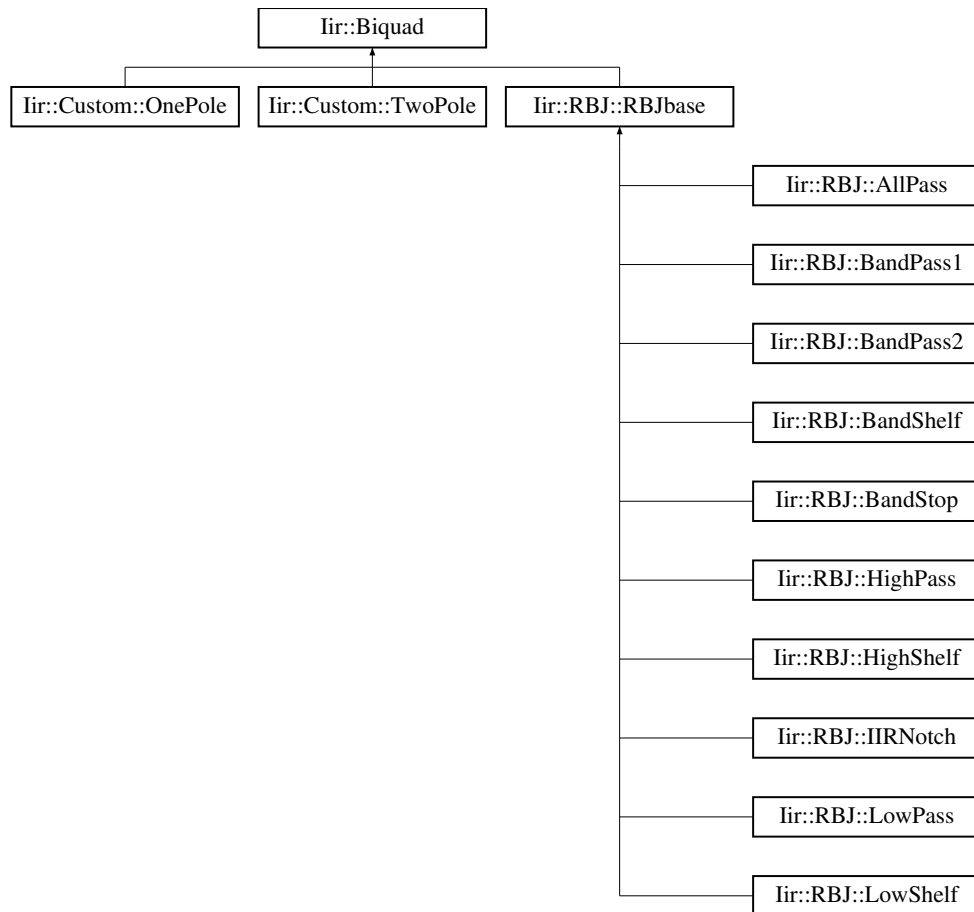 Iir::Biquad
Iir::Custom::OnePole
Iir::Custom::TwoPole
Iir::RBJ::RBJbase
Iir::RBJ::AllPass
Iir::RBJ::BandPass1
Iir::RBJ::BandPass2
Iir::RBJ::BandShelf
Iir::RBJ::BandStop
Iir::RBJ::HighPass
Iir::RBJ::HighShelf
Iir::RBJ::IIRNotch
Iir::RBJ::LowPass
Iir::RBJ::LowShelf